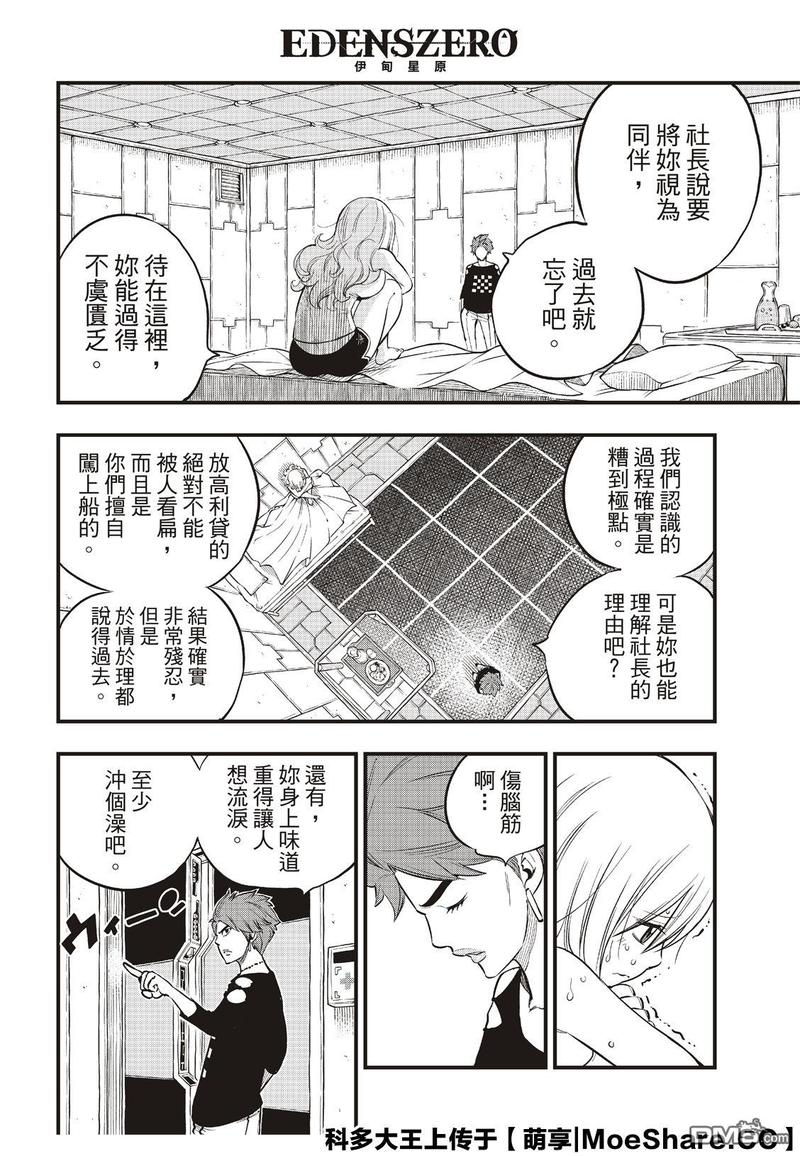 EDENSZERO
伊甸星原
社長說要
將妳視為
同伴，
過去就
忘了吧。
待在這裡，
妳能過得
不虞匱乏。
我們認識的
過程確實是
糟到極點。
可是妳也能
理解社長的
理由吧？
放高利貸的
絕對不能
被人看扁，
而且是
你們擅自
闖上船的。
結果確實
非常殘忍，
但是
於情於理都
說得過去。
傷腦筋
啊…
還有，
妳身上味道
重得讓人
想流淚。
至少
沖個澡吧。
ウィーン
科多大王上传于【萌享|MoeShare.CC】